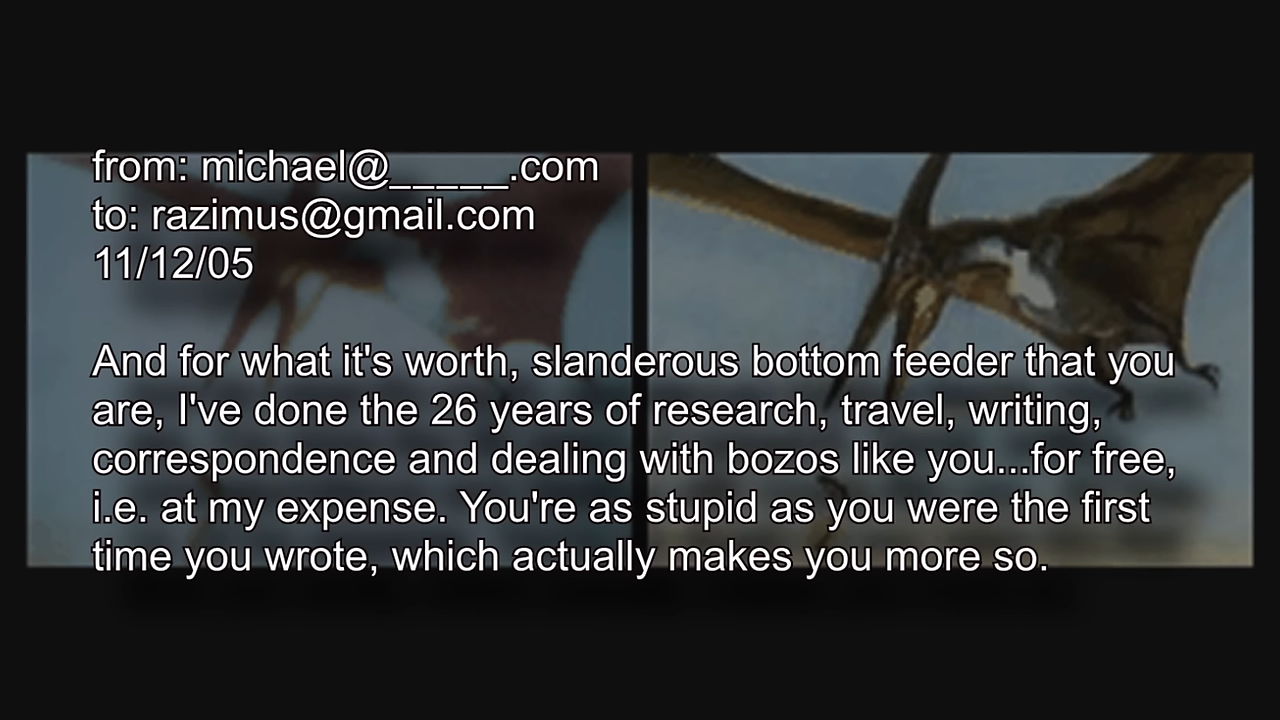 from: michael@_____.com
to: razimus@gmail.com
11/12/05
And for what it's worth, slanderous bottom feeder that you
are, I've done the 26 years of research, travel, writing,
correspondence and dealing with bozos like you...for free,
i.e. at my expense. You're as stupid as you were the first
time you wrote, which actually makes you more so.